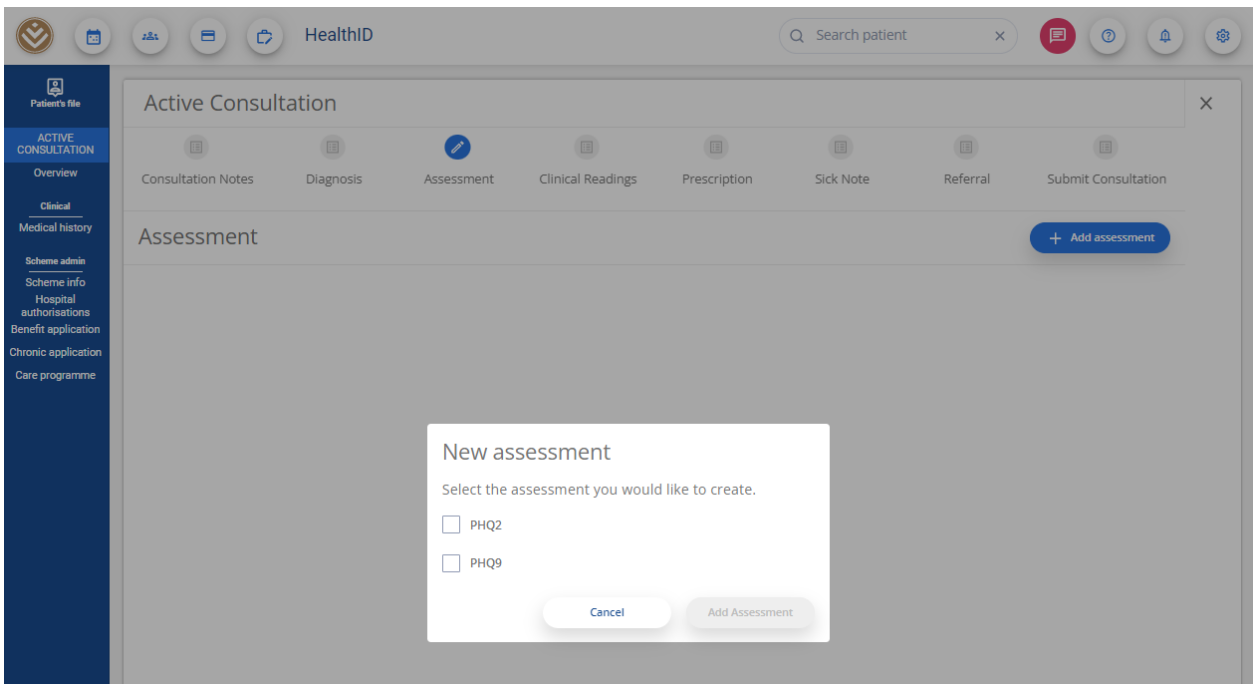 HealthID
Search patient
Patient's file
ACTIVE
CONSULTATION
Overview
Clinical
Medical history
Scheme admin
Scheme info
Hospital
authorisations
Benefit application
Chronic application
Care programme
Active Consultation
Consultation Notes
Diagnosis
Assessment
Clinical Readings
Prescription
Sick Note
Referral
Submit Consultation
Assessment
+ Add assessment
New assessment
Select the assessment you would like to create.
PHQ2
PHQ9
Cancel
Add Assessment